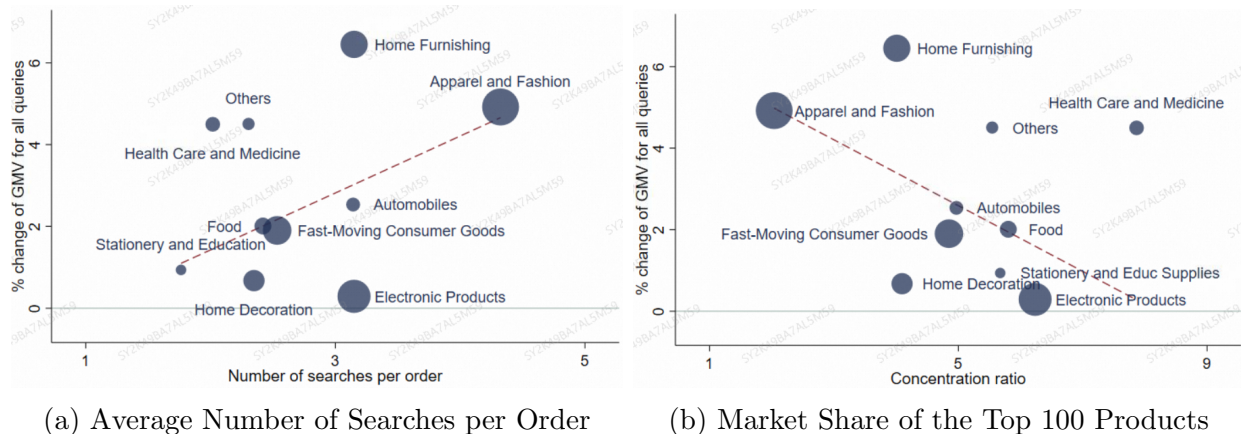 % change of GMV for all queries
6
4
2
0
Home Furnishing
Apparel and Fashion
Others
Health Care and Medicine
Automobiles
Food
Fast-Moving Consumer Goods
Stationery and Education
Electronic Products
Home Decoration
1 3 5
Number of searches per order
(a) Average Number of Searches per Order
% change of GMV for all queries
6
4
2
0
Home Furnishing
Health Care and Medicine
Apparel and Fashion
Others
Automobiles
Food
Fast-Moving Consumer Goods
Stationery and Educ Supplies
Home Decoration
Electronic Products
1 5 9
Concentration ratio
(b) Market Share of the Top 100 Products
SY2K49BA7AL5M59